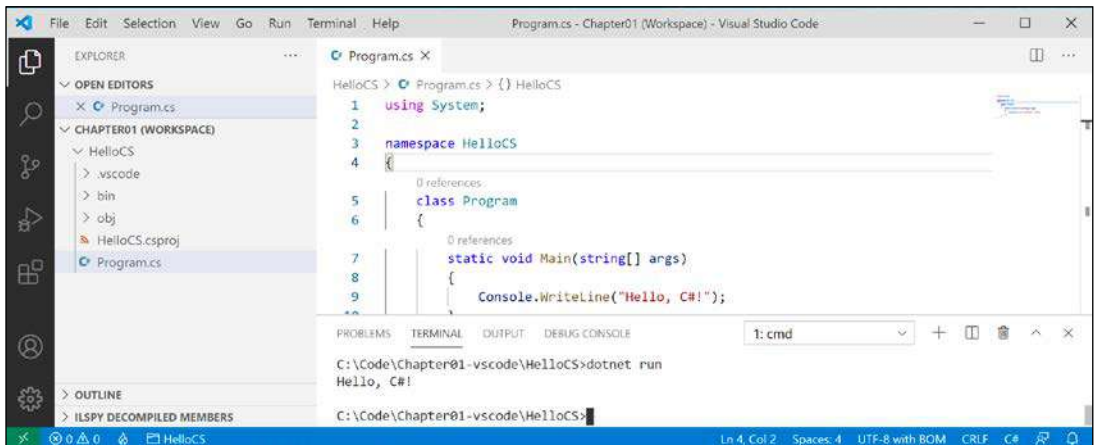 File Edit Selection View Go Run Terminal Help Program.cs - Chapter01 (Workspace) - Visual Studio Code
EXPLORER
OPEN EDITORS
Program.cs
CHAPTER01 (WORKSPACE)
HelloCS
.vscode
bin
obj
HelloCS.csproj
Program.cs
OUTLINE
ILSPY DECOMPILED MEMBERS
Program.cs
HelloCS > Program.cs > {} HelloCS
1 using System;
2
3 namespace HelloCS
4 {
0 references
5 class Program
6 {
0 references
7 static void Main(string[] args)
8 {
9 Console.WriteLine("Hello, C#!");
PROBLEMS TERMINAL OUTPUT DEBUG CONSOLE 1: cmd
C:\Code\Chapter01-vscode\HelloCS>dotnet run
Hello, C#!
C:\Code\Chapter01-vscode\HelloCS>
0 0 HelloCS Ln 4, Col 2 Spaces: 4 UTF-8 with BOM CRLF C#